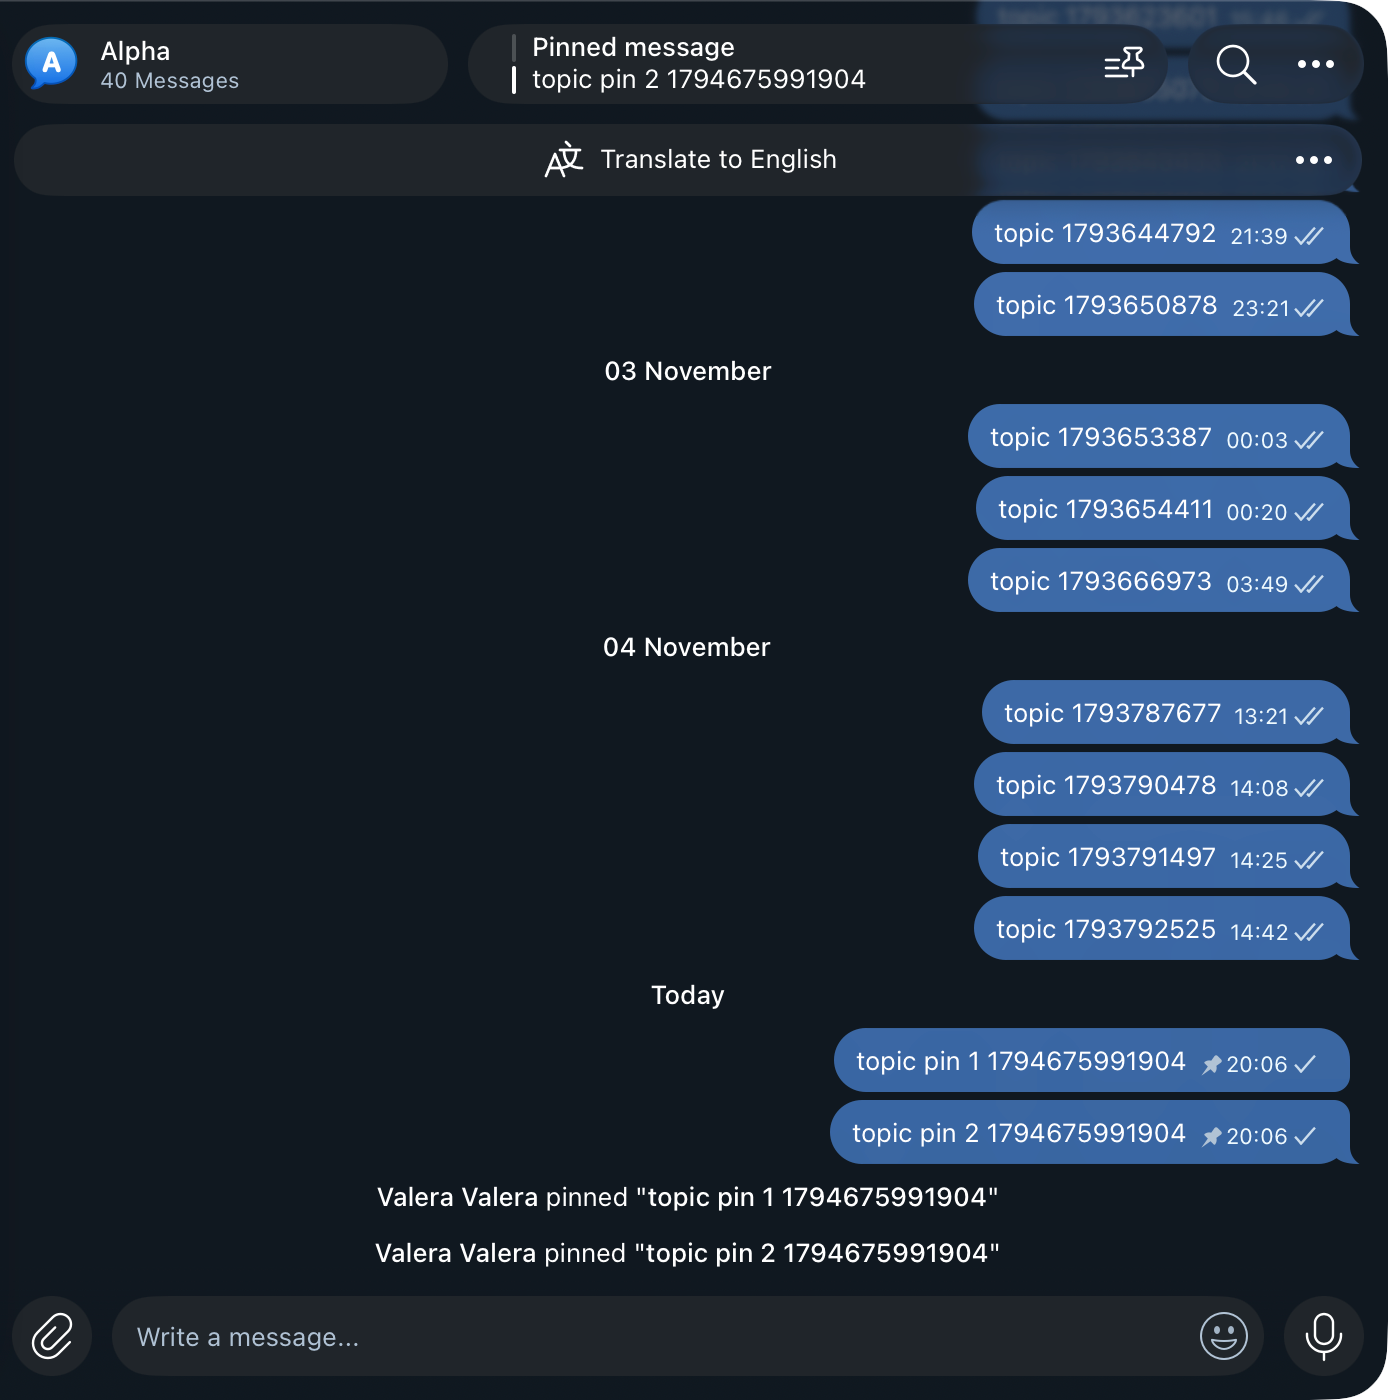 A
Alpha
40 Messages
Pinned message
topic pin 2 1794675991904
Translate to English
topic 1793644792 21:39
topic 1793650878 23:21
03 November
topic 1793653387 00:03
topic 1793654411 00:20
topic 1793666973 03:49
04 November
topic 1793787677 13:21
topic 1793790478 14:08
topic 1793791497 14:25
topic 1793792525 14:42
Today
topic pin 1 1794675991904 20:06
topic pin 2 1794675991904 20:06
Valera Valera pinned "topic pin 1 1794675991904"
Valera Valera pinned "topic pin 2 1794675991904"
Write a message...